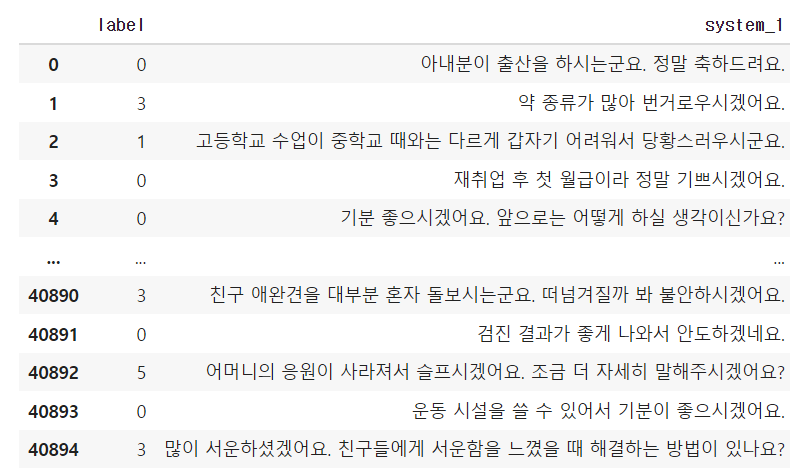 label system_1
0 0 아내분이 출산을 하시는군요. 정말 축하드려요.
1 3 약 종류가 많아 번거로우시겠어요.
2 1 고등학교 수업이 중학교 때와는 다르게 갑자기 어려워서 당황스러우시군요.
3 0 재취업 후 첫 월급이라 정말 기쁘시겠어요.
4 0 기분 좋으시겠어요. 앞으로는 어떻게 하실 생각이신가요?
... ... ...
40890 3 친구 애완견을 대부분 혼자 돌보시는군요. 떠넘겨질까 봐 불안하시겠어요.
40891 0 검진 결과가 좋게 나와서 안도하겠네요.
40892 5 어머니의 응원이 사라져서 슬프시겠어요. 조금 더 자세히 말해주시겠어요?
40893 0 운동 시설을 쓸 수 있어서 기분이 좋으시겠어요.
40894 3 많이 서운하셨겠어요. 친구들에게 서운함을 느꼈을 때 해결하는 방법이 있나요?